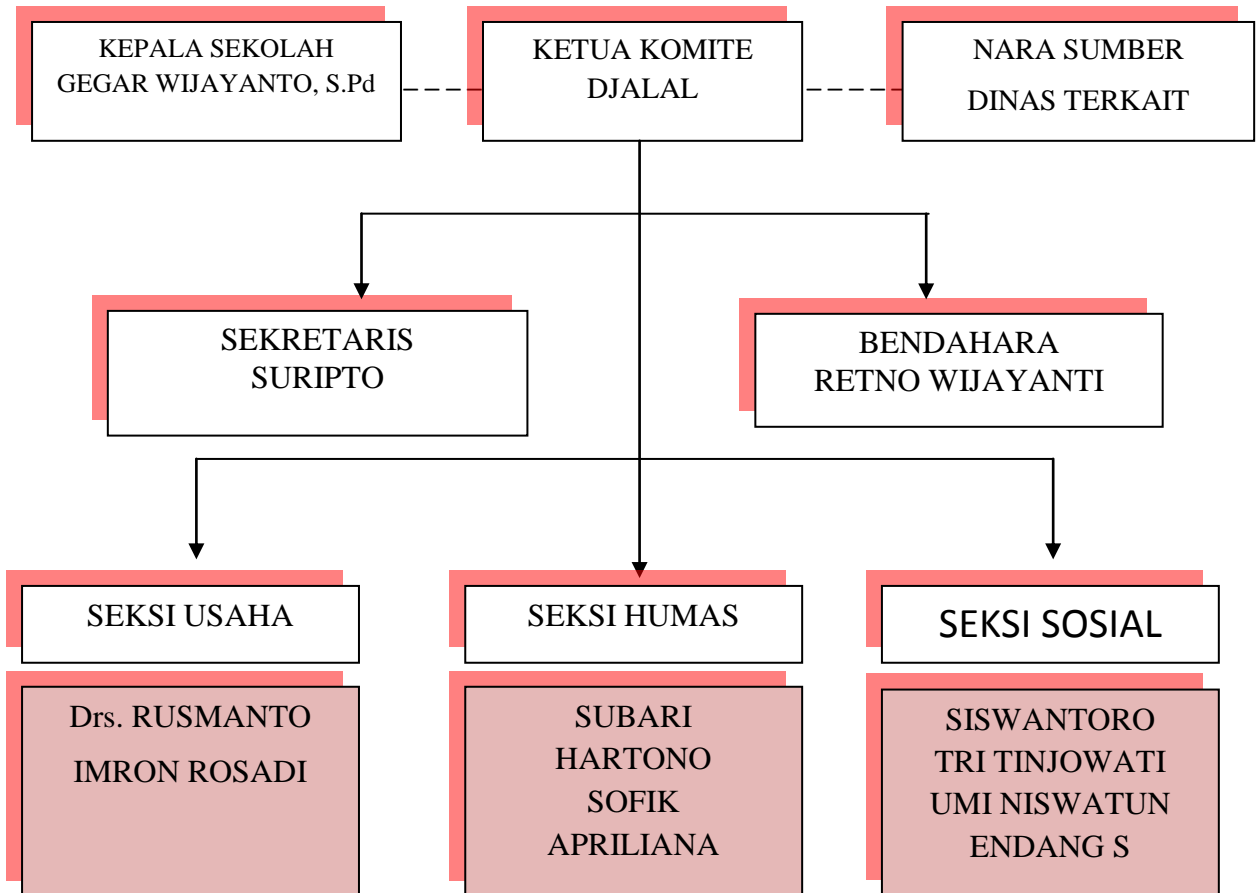 KEPALA SEKOLAH
GEGAR WIJAYANTO, S.Pd
KETUA KOMITE
DJALAL
NARA SUMBER
DINAS TERKAIT
SEKRETARIS
SURIPTO
BENDAHARA
RETNO WIJAYANTI
SEKSI USAHA
Drs. RUSMANTO
IMRON ROSADI
SEKSI HUMAS
SUBARI
HARTONO
SOFIK
APRILIANA
SEKSI SOSIAL
SISWANTORO
TRI TINJOWATI
UMI NISWATUN
ENDANG S